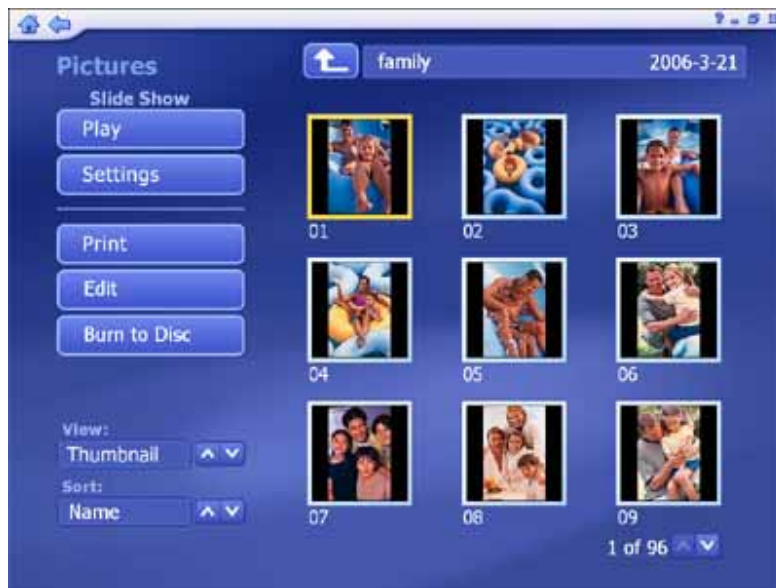 Pictures
Slide Show
Play
Settings
Print
Edit
Burn to Disc
View:
Thumbnail
Sort:
Name
family 2006-3-21
01 02 03
04 05 06
07 08 09
1 of 96